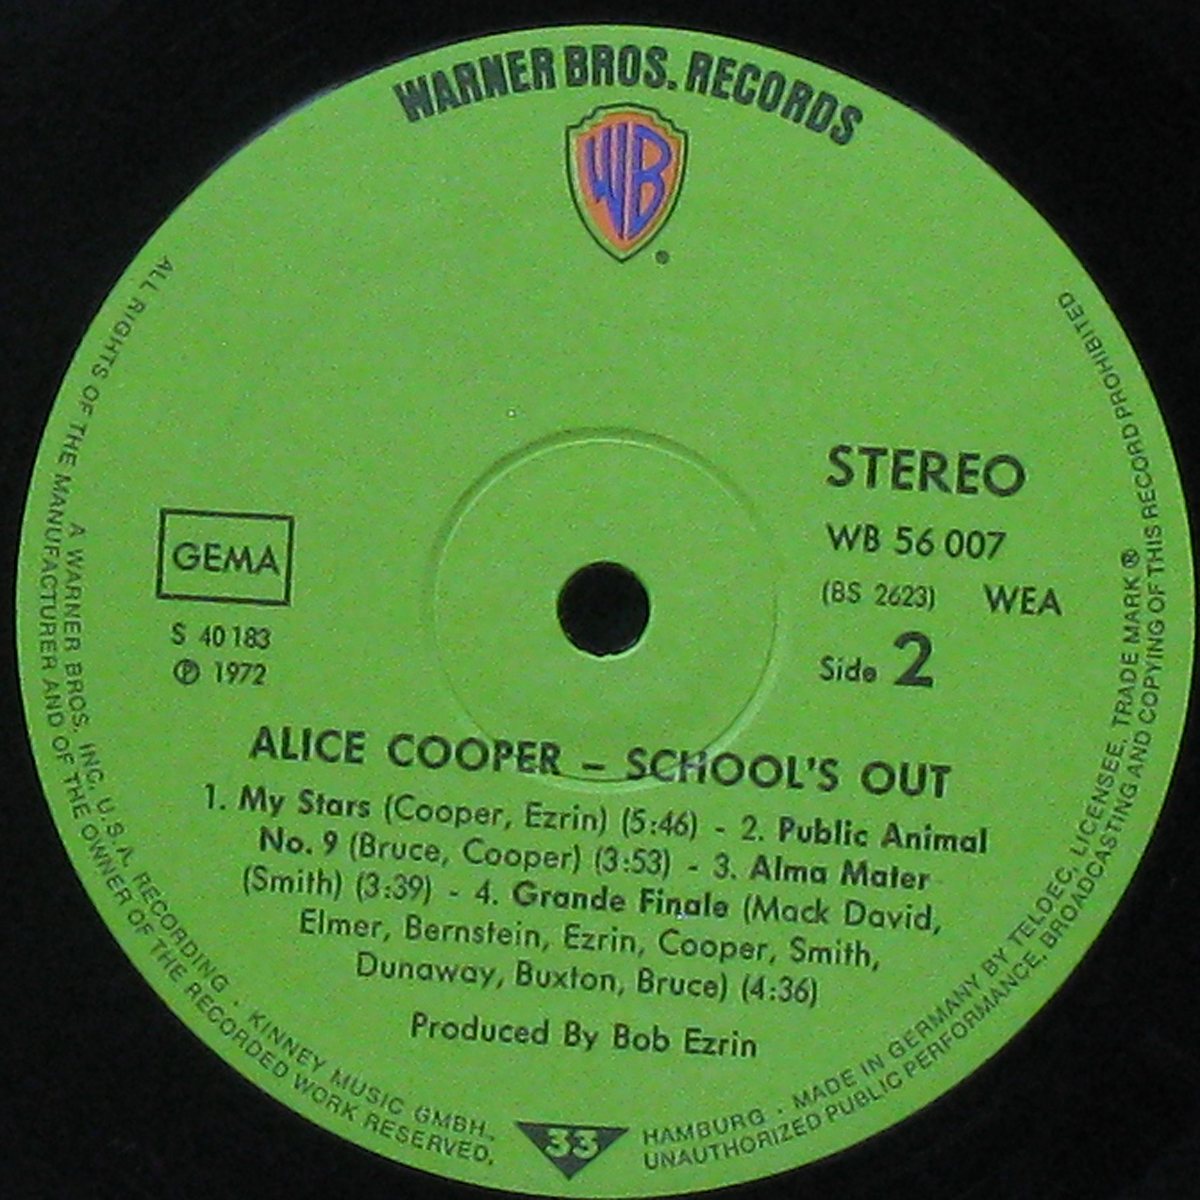 WARNER BROS. RECORDS
WB
®
STEREO
WB 56 007
(BS 2623) WEA
Side 2
GEMA
S 40 183
℗ 1972
ALICE COOPER – SCHOOL'S OUT
1. My Stars (Cooper, Ezrin) (5:46) - 2. Public Animal
No. 9 (Bruce, Cooper) (3:53) - 3. Alma Mater
(Smith) (3:39) - 4. Grande Finale (Mack David,
Elmer, Bernstein, Ezrin, Cooper, Smith,
Dunaway, Buxton, Bruce) (4:36)
Produced By Bob Ezrin
A WARNER BROS. INC. U.S.A. RECORDING · KINNEY MUSIC GMBH., HAMBURG · MADE IN GERMANY BY TELDEC, LICENSEE, TRADE MARK ®
ALL RIGHTS OF THE MANUFACTURER AND OF THE OWNER OF THE RECORDED WORK RESERVED. UNAUTHORIZED PUBLIC PERFORMANCE, BROADCASTING AND COPYING OF THIS RECORD PROHIBITED
33